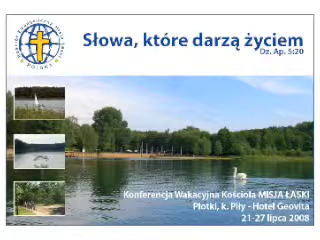 Słowa, które darzą życiem
Dz. Ap. 5:20
POLSKA
Konferencja Wakacyjna Kościoła MISJA ŁASKI
Płotki, k. Piły - Hotel Geovita
21-27 lipca 2008